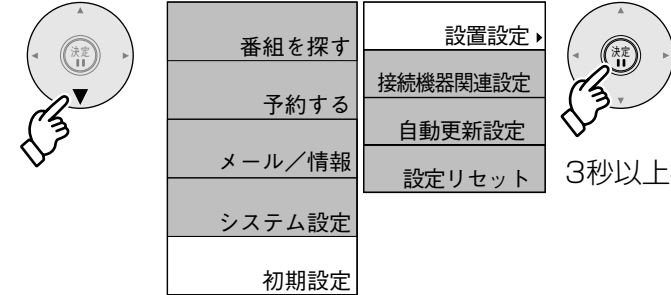 決定
番組を探す
予約する
メール／情報
システム設定
初期設定
設置設定
接続機器関連設定
自動更新設定
設定リセット
決定
3秒以上